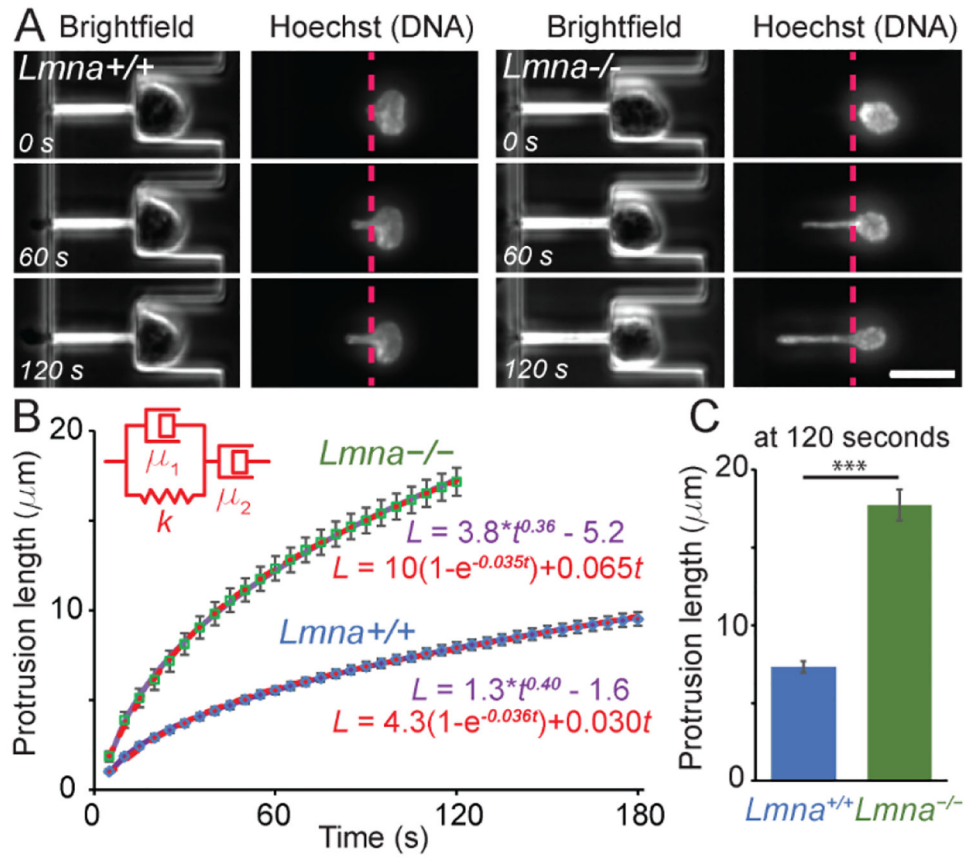 A Brightfield Hoechst (DNA) Brightfield Hoechst (DNA)
Lmna+/+ Lmna-/-
0 s 0 s
60 s 60 s
120 s 120 s
B
20
10
0
Protrusion length (μm)
μ₁
k
μ₂
Lmna−/−
L = 3.8*t^0.36 - 5.2
L = 10(1-e^-0.035t)+0.065t
Lmna+/+
L = 1.3*t^0.40 - 1.6
L = 4.3(1-e^-0.036t)+0.030t
0 60 120 180
Time (s)
C
at 120 seconds
***
20
10
0
Protrusion length (μm)
Lmna+/+ Lmna−/−